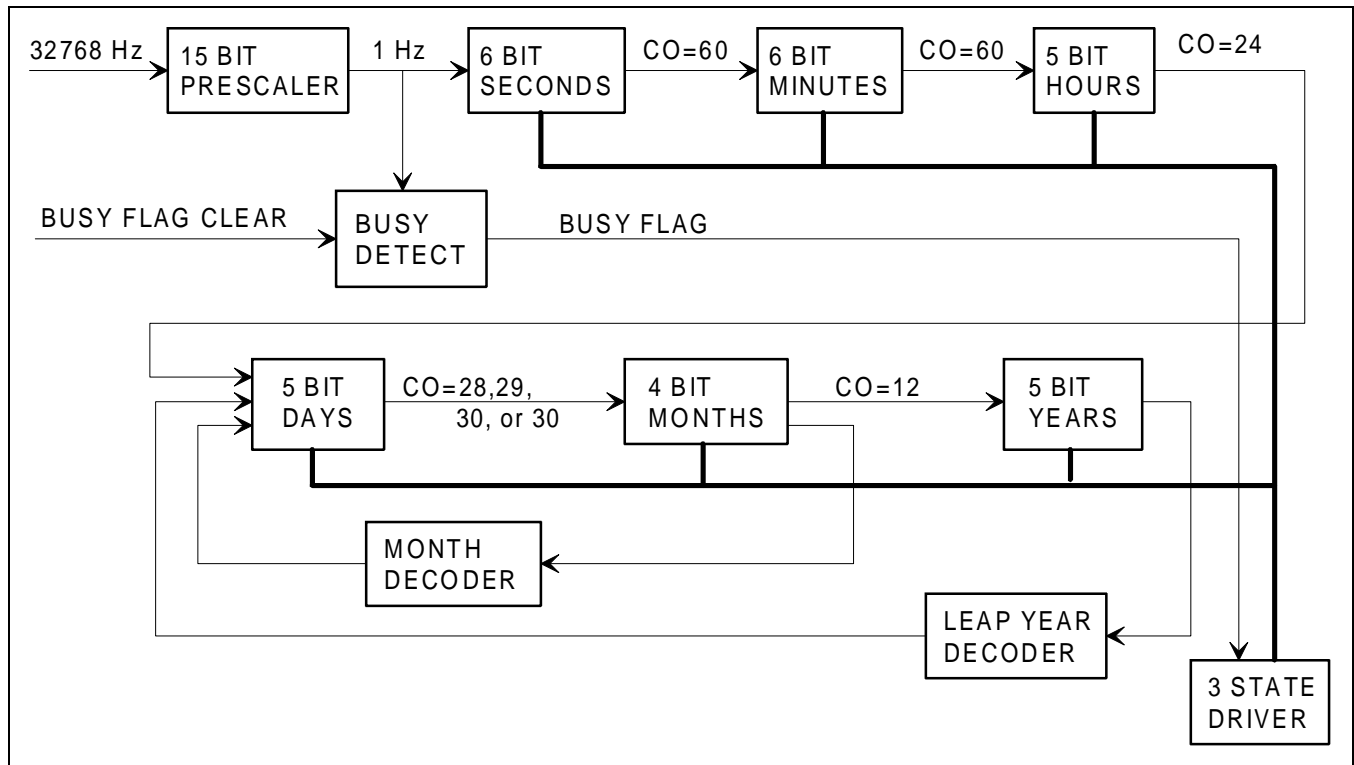 32768 Hz
15 BIT
PRESCALER
1 Hz
6 BIT
SECONDS
CO=60
6 BIT
MINUTES
CO=60
5 BIT
HOURS
CO=24
BUSY FLAG CLEAR
BUSY
DETECT
BUSY FLAG
5 BIT
DAYS
CO=28,29,
30, or 30
4 BIT
MONTHS
CO=12
5 BIT
YEARS
MONTH
DECODER
LEAP YEAR
DECODER
3 STATE
DRIVER